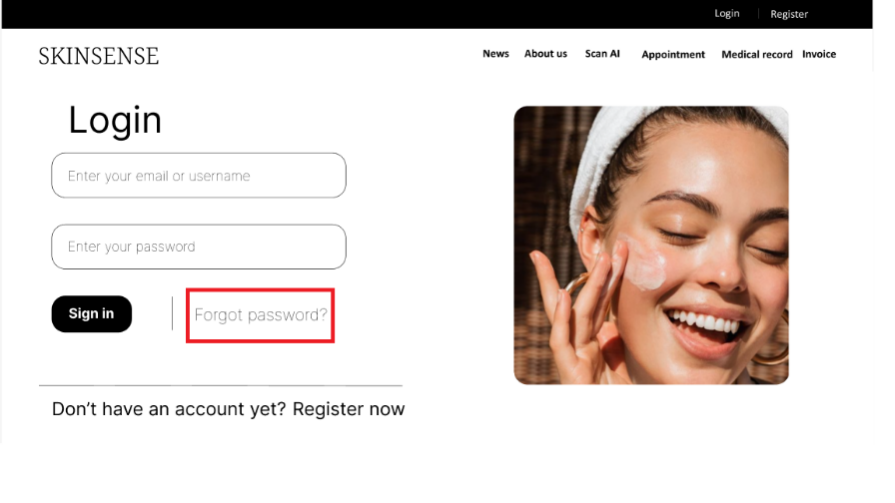 Login Register
SKINSENSE
News About us Scan AI Appointment Medical record Invoice
Login
Enter your email or username
Enter your password
Sign in Forgot password?
Don't have an account yet? Register now